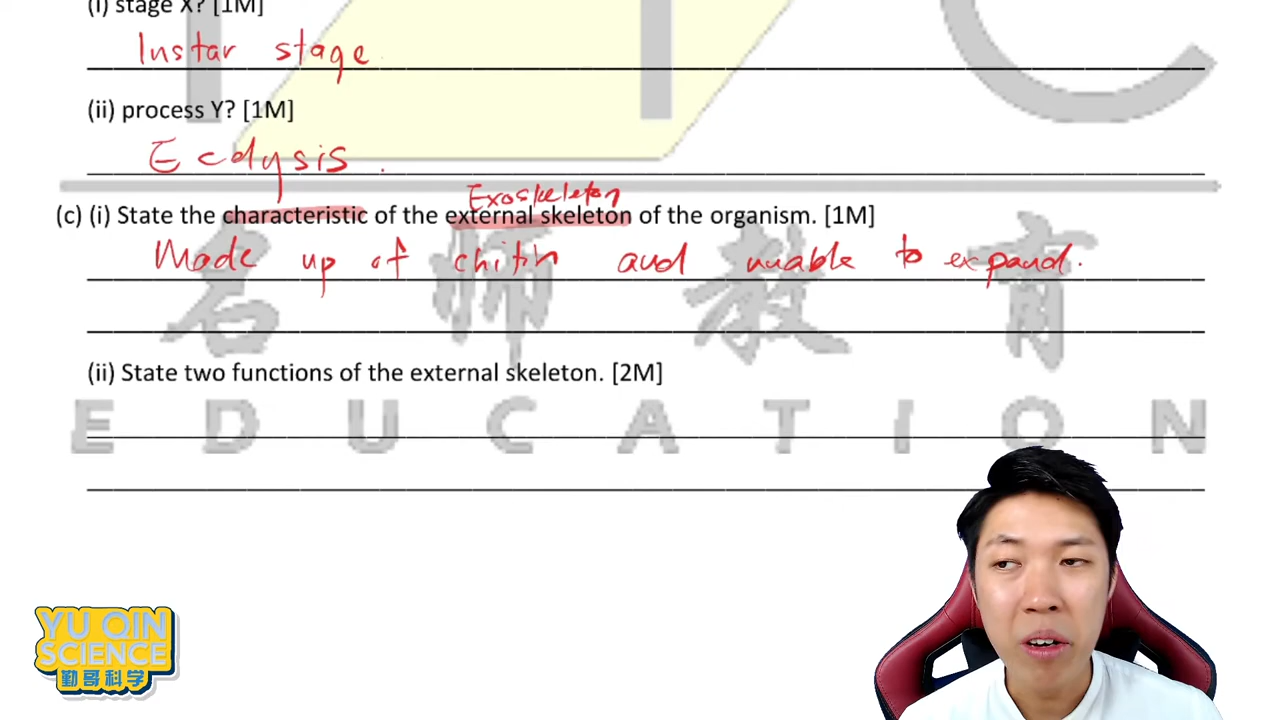 (i) stage X? [1M]
Instar stage
(ii) process Y? [1M]
Ecdysis.
Exoskeleton
(c) (i) State the characteristic of the external skeleton of the organism. [1M]
Made up of chitin and unable to expand.
名师教育
(ii) State two functions of the external skeleton. [2M]
EDUCATION
YU QIN
SCIENCE
勤哥科学